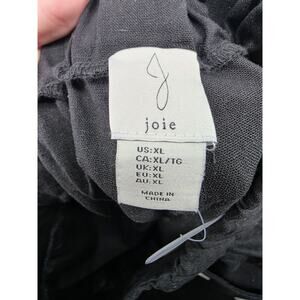 J
joie
US:XL
CA:XL/TG
UK:XL
EU:XL
AU:XL
MADE IN
CHINA